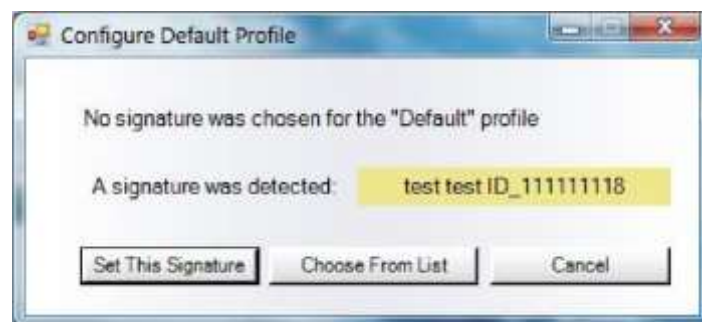 Configure Default Profile
No signature was chosen for the "Default" profile
A signature was detected: test test ID_111111118
Set This Signature Choose From List Cancel